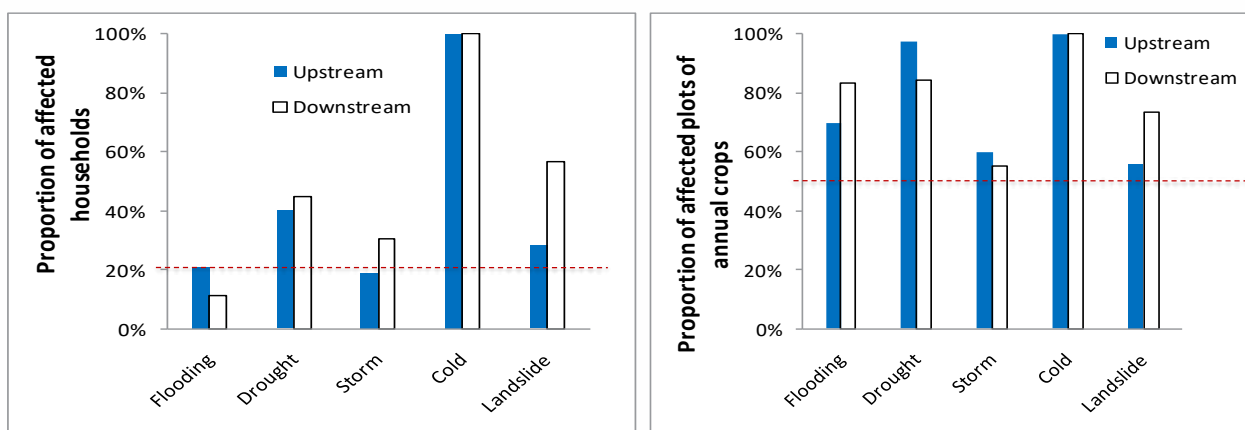 100%
80%
60%
40%
20%
0%
Proportion of affected
households
Upstream
Downstream
Flooding
Drought
Storm
Cold
Landslide
100%
80%
60%
40%
20%
0%
Proportion of affected plots of
annual crops
Upstream
Downstream
Flooding
Drought
Storm
Cold
Landslide